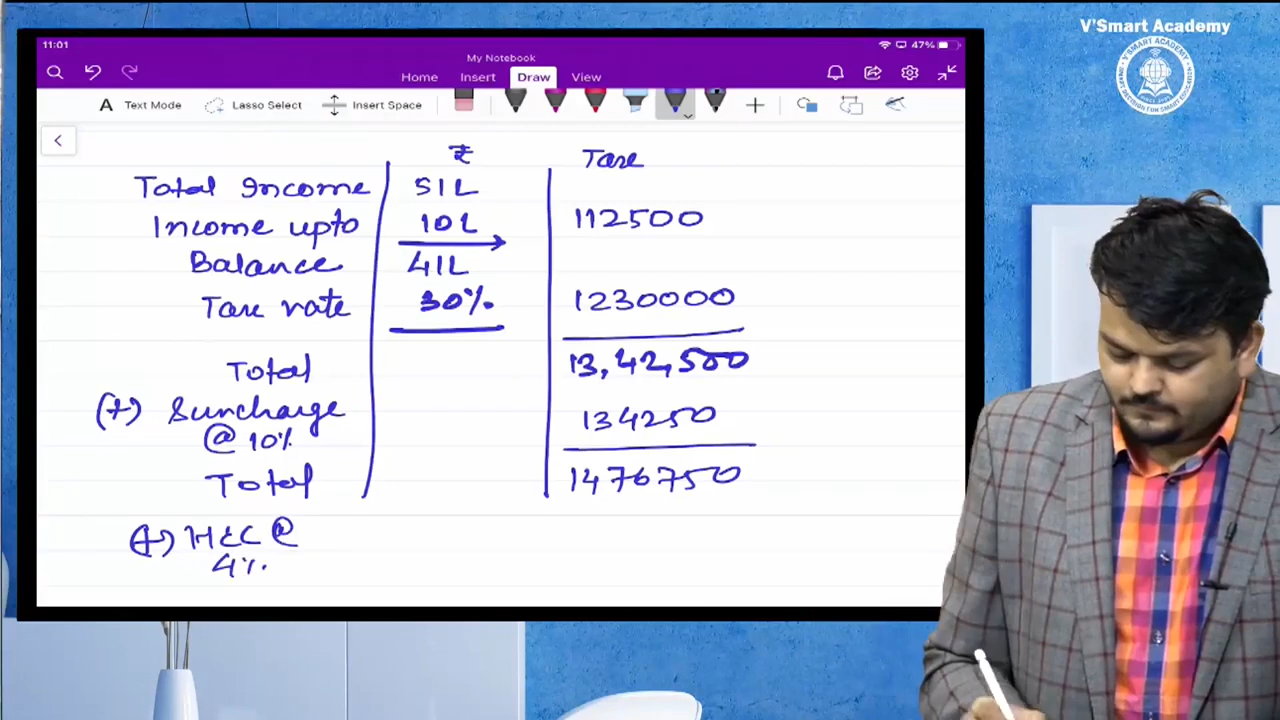 V'Smart Academy
11:01
47%
My Notebook
Home Insert Draw View
Text Mode Lasso Select Insert Space
₹ Tax
Total Income 51L
Income upto 10L 112500
Balance 41L
Tax rate 30% 1230000
Total 13,42,500
(+) Surcharge 134250
@ 10%
Total 1476750
(+) HEC @
4%